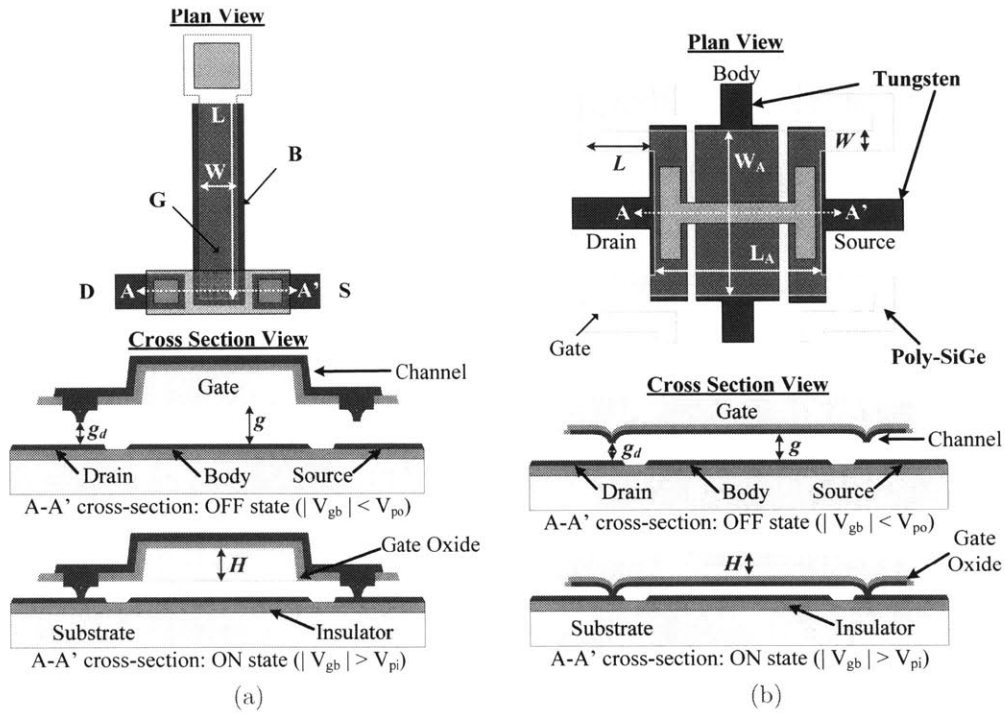 Plan View
L
W
B
G
D
A
A'
S
Cross Section View
Channel
Gate
g
g_d
Drain
Body
Source
A-A' cross-section: OFF state (| V_gb | < V_po)
Gate Oxide
H
Substrate
Insulator
A-A' cross-section: ON state (| V_gb | > V_pi)
(a)
Plan View
Body
Tungsten
W
L
W_A
A
A'
Drain
Source
L_A
Gate
Poly-SiGe
Cross Section View
Gate
g
g_d
Channel
Drain
Body
Source
A-A' cross-section: OFF state (| V_gb | < V_po)
Gate
Oxide
H
Substrate
Insulator
A-A' cross-section: ON state (| V_gb | > V_pi)
(b)